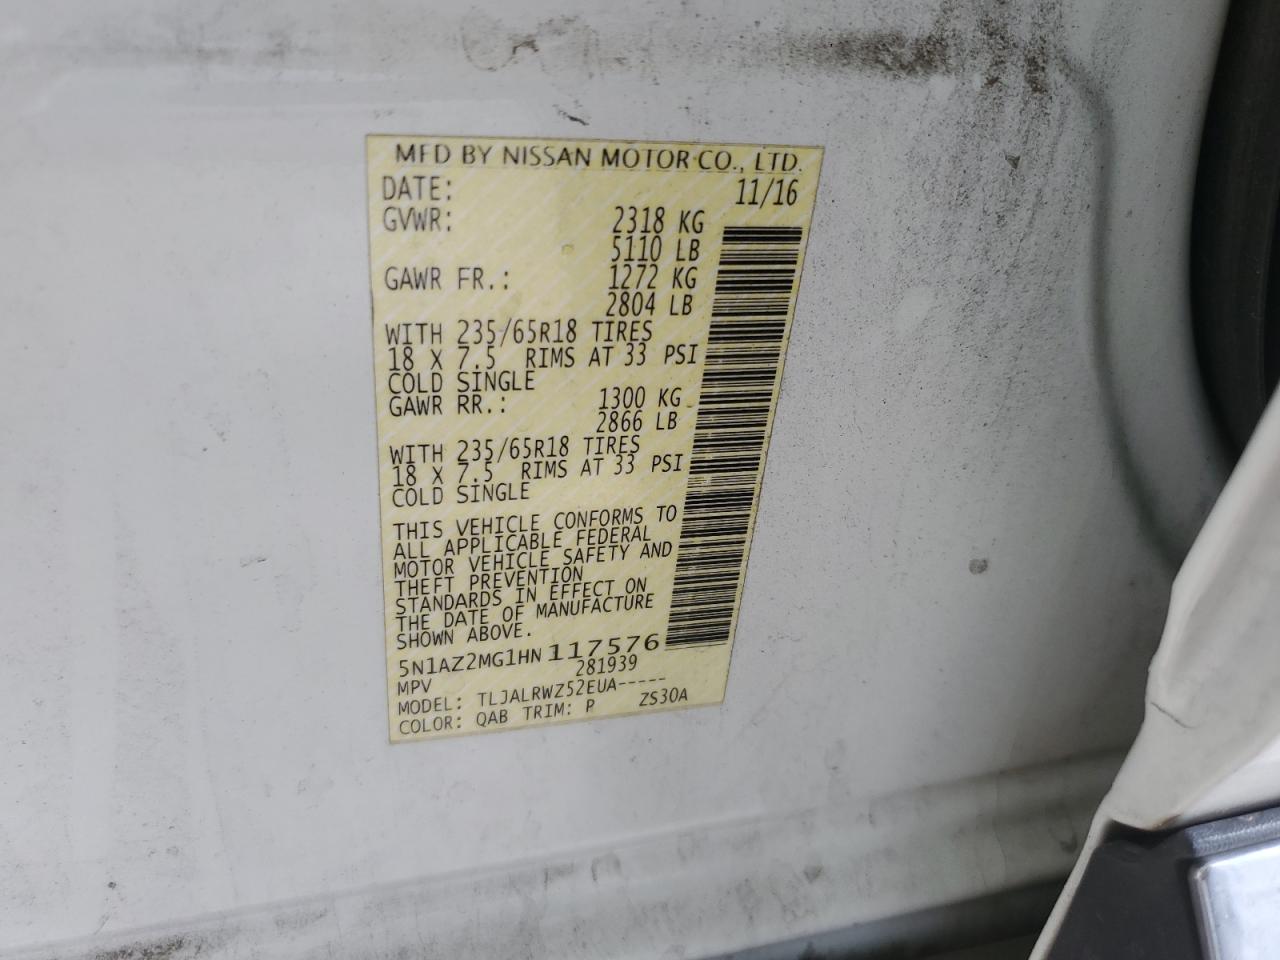 MFD BY NISSAN MOTOR CO., LTD.
DATE: 11/16
GVWR: 2318 KG
5110 LB
GAWR FR.: 1272 KG
2804 LB
WITH 235/65R18 TIRES
18 X 7.5 RIMS AT 33 PSI
COLD SINGLE
GAWR RR.: 1300 KG
2866 LB
WITH 235/65R18 TIRES
18 X 7.5 RIMS AT 33 PSI
COLD SINGLE
THIS VEHICLE CONFORMS TO
ALL APPLICABLE FEDERAL
MOTOR VEHICLE SAFETY AND
THEFT PREVENTION
STANDARDS IN EFFECT ON
THE DATE OF MANUFACTURE
SHOWN ABOVE.
5N1AZ2MG1HN117576
MPV 281939
MODEL: TLJALRWZ52EUA-----
COLOR: QAB TRIM: P ZS30A